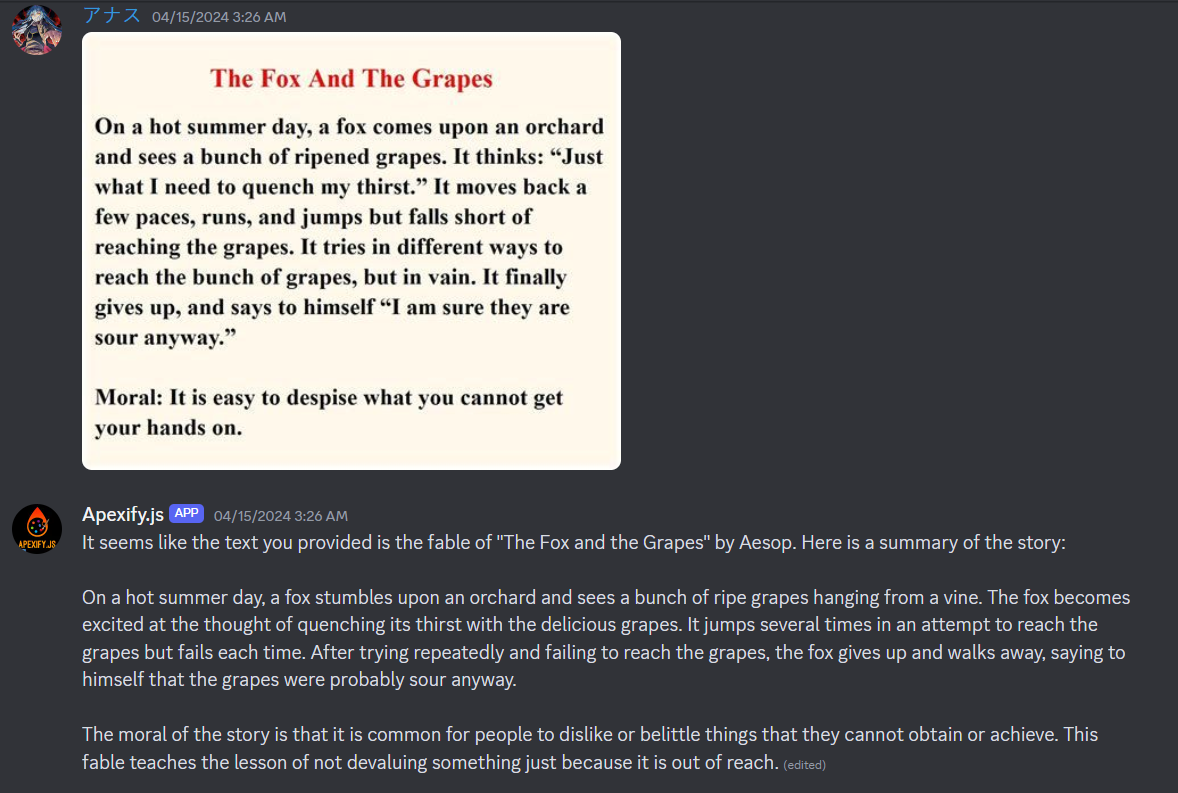 アナス 04/15/2024 3:26 AM
The Fox And The Grapes
On a hot summer day, a fox comes upon an orchard
and sees a bunch of ripened grapes. It thinks: “Just
what I need to quench my thirst.” It moves back a
few paces, runs, and jumps but falls short of
reaching the grapes. It tries in different ways to
reach the bunch of grapes, but in vain. It finally
gives up, and says to himself “I am sure they are
sour anyway.”
Moral: It is easy to despise what you cannot get
your hands on.
APEXIFY.JS
Apexify.js APP 04/15/2024 3:26 AM
It seems like the text you provided is the fable of "The Fox and the Grapes" by Aesop. Here is a summary of the story:
On a hot summer day, a fox stumbles upon an orchard and sees a bunch of ripe grapes hanging from a vine. The fox becomes
excited at the thought of quenching its thirst with the delicious grapes. It jumps several times in an attempt to reach the
grapes but fails each time. After trying repeatedly and failing to reach the grapes, the fox gives up and walks away, saying to
himself that the grapes were probably sour anyway.
The moral of the story is that it is common for people to dislike or belittle things that they cannot obtain or achieve. This
fable teaches the lesson of not devaluing something just because it is out of reach. (edited)